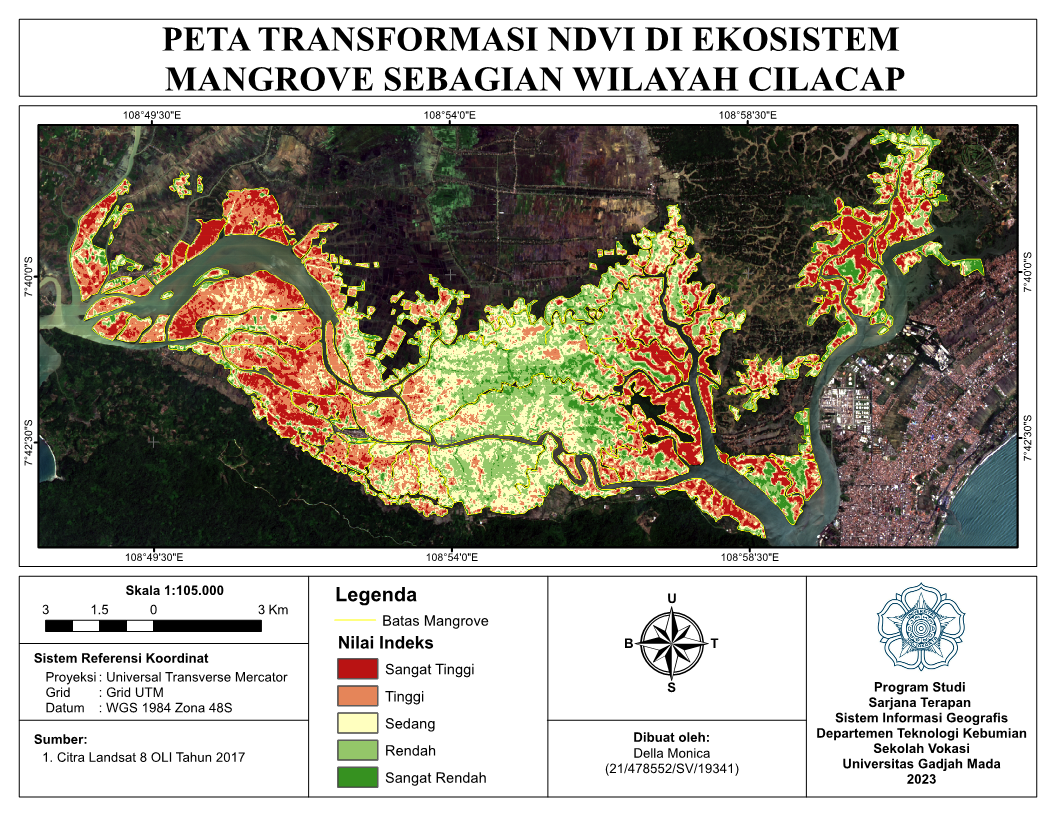 PETA TRANSFORMASI NDVI DI EKOSISTEM
MANGROVE SEBAGIAN WILAYAH CILACAP
108°49'30"E 108°54'0"E 108°58'30"E
7°40'0"S 7°40'0"S
7°42'30"S 7°42'30"S
108°49'30"E 108°54'0"E 108°58'30"E
Skala 1:105.000
3 1.5 0 3 Km
Sistem Referensi Koordinat
Proyeksi : Universal Transverse Mercator
Grid : Grid UTM
Datum : WGS 1984 Zona 48S
Sumber:
1. Citra Landsat 8 OLI Tahun 2017
Legenda
Batas Mangrove
Nilai Indeks
Sangat Tinggi
Tinggi
Sedang
Rendah
Sangat Rendah
U
B T
S
Dibuat oleh:
Della Monica
(21/478552/SV/19341)
Program Studi
Sarjana Terapan
Sistem Informasi Geografis
Departemen Teknologi Kebumian
Sekolah Vokasi
Universitas Gadjah Mada
2023